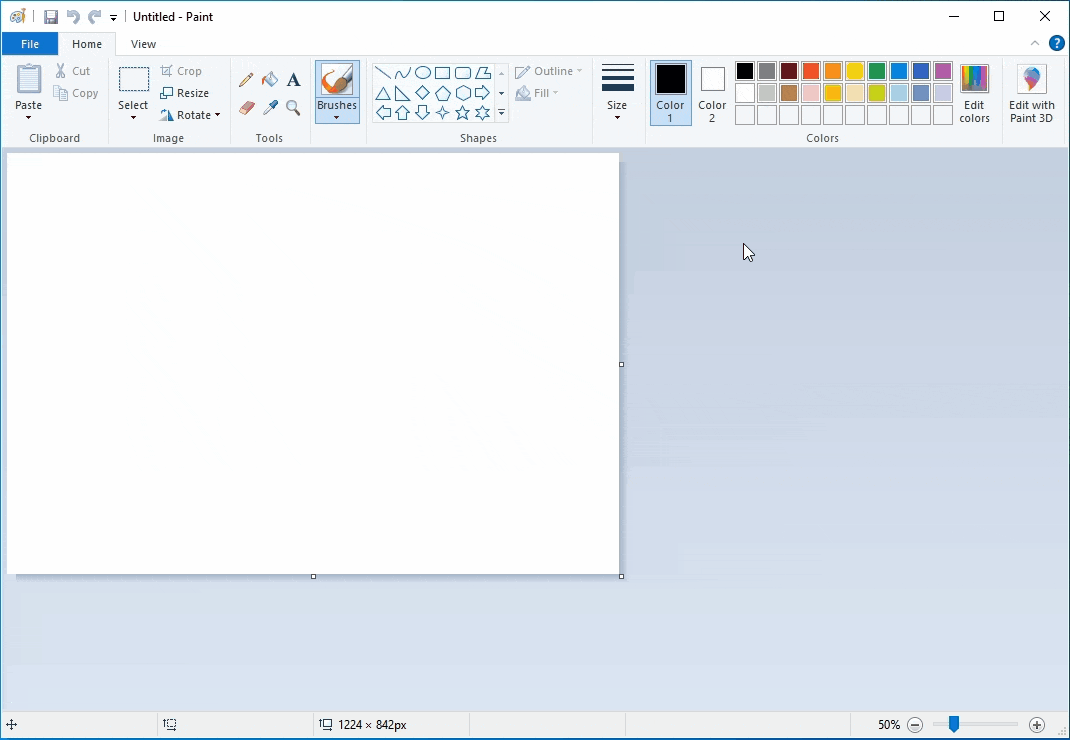 Untitled - Paint
File Home View
?
Paste
Cut
Copy
Clipboard
Select
Crop
Resize
Rotate
Image
A
Tools
Brushes
Shapes
Outline
Fill
Size
Color
1
Color
2
Colors
Edit
colors
Edit with
Paint 3D
1224 × 842px
50%